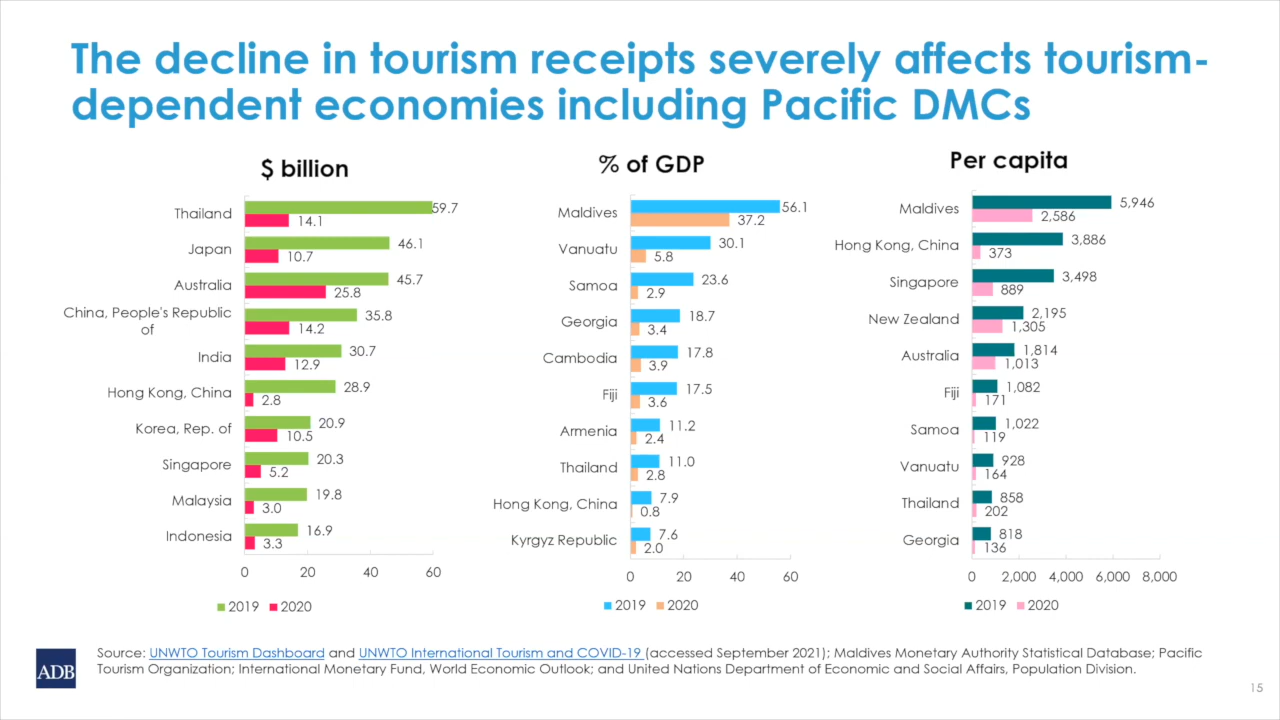 The decline in tourism receipts severely affects tourism-
dependent economies including Pacific DMCs
$ billion
Thailand
59.7
14.1
Japan
46.1
10.7
Australia
45.7
25.8
China, People's Republic
of
35.8
14.2
India
30.7
12.9
Hong Kong, China
28.9
2.8
Korea, Rep. of
20.9
10.5
Singapore
20.3
5.2
Malaysia
19.8
3.0
Indonesia
16.9
3.3
0 20 40 60
2019 2020
% of GDP
Maldives
56.1
37.2
Vanuatu
30.1
5.8
Samoa
23.6
2.9
Georgia
18.7
3.4
Cambodia
17.8
3.9
Fiji
17.5
3.6
Armenia
11.2
2.4
Thailand
11.0
2.8
Hong Kong, China
7.9
0.8
Kyrgyz Republic
7.6
2.0
0 20 40 60
2019 2020
Per capita
Maldives
5,946
2,586
Hong Kong, China
3,886
373
Singapore
3,498
889
New Zealand
2,195
1,305
Australia
1,814
1,013
Fiji
1,082
171
Samoa
1,022
119
Vanuatu
928
164
Thailand
858
202
Georgia
818
136
0 2,000 4,000 6,000 8,000
2019 2020
ADB
Source: UNWTO Tourism Dashboard and UNWTO International Tourism and COVID-19 (accessed September 2021); Maldives Monetary Authority Statistical Database; Pacific
Tourism Organization; International Monetary Fund, World Economic Outlook; and United Nations Department of Economic and Social Affairs, Population Division.
15